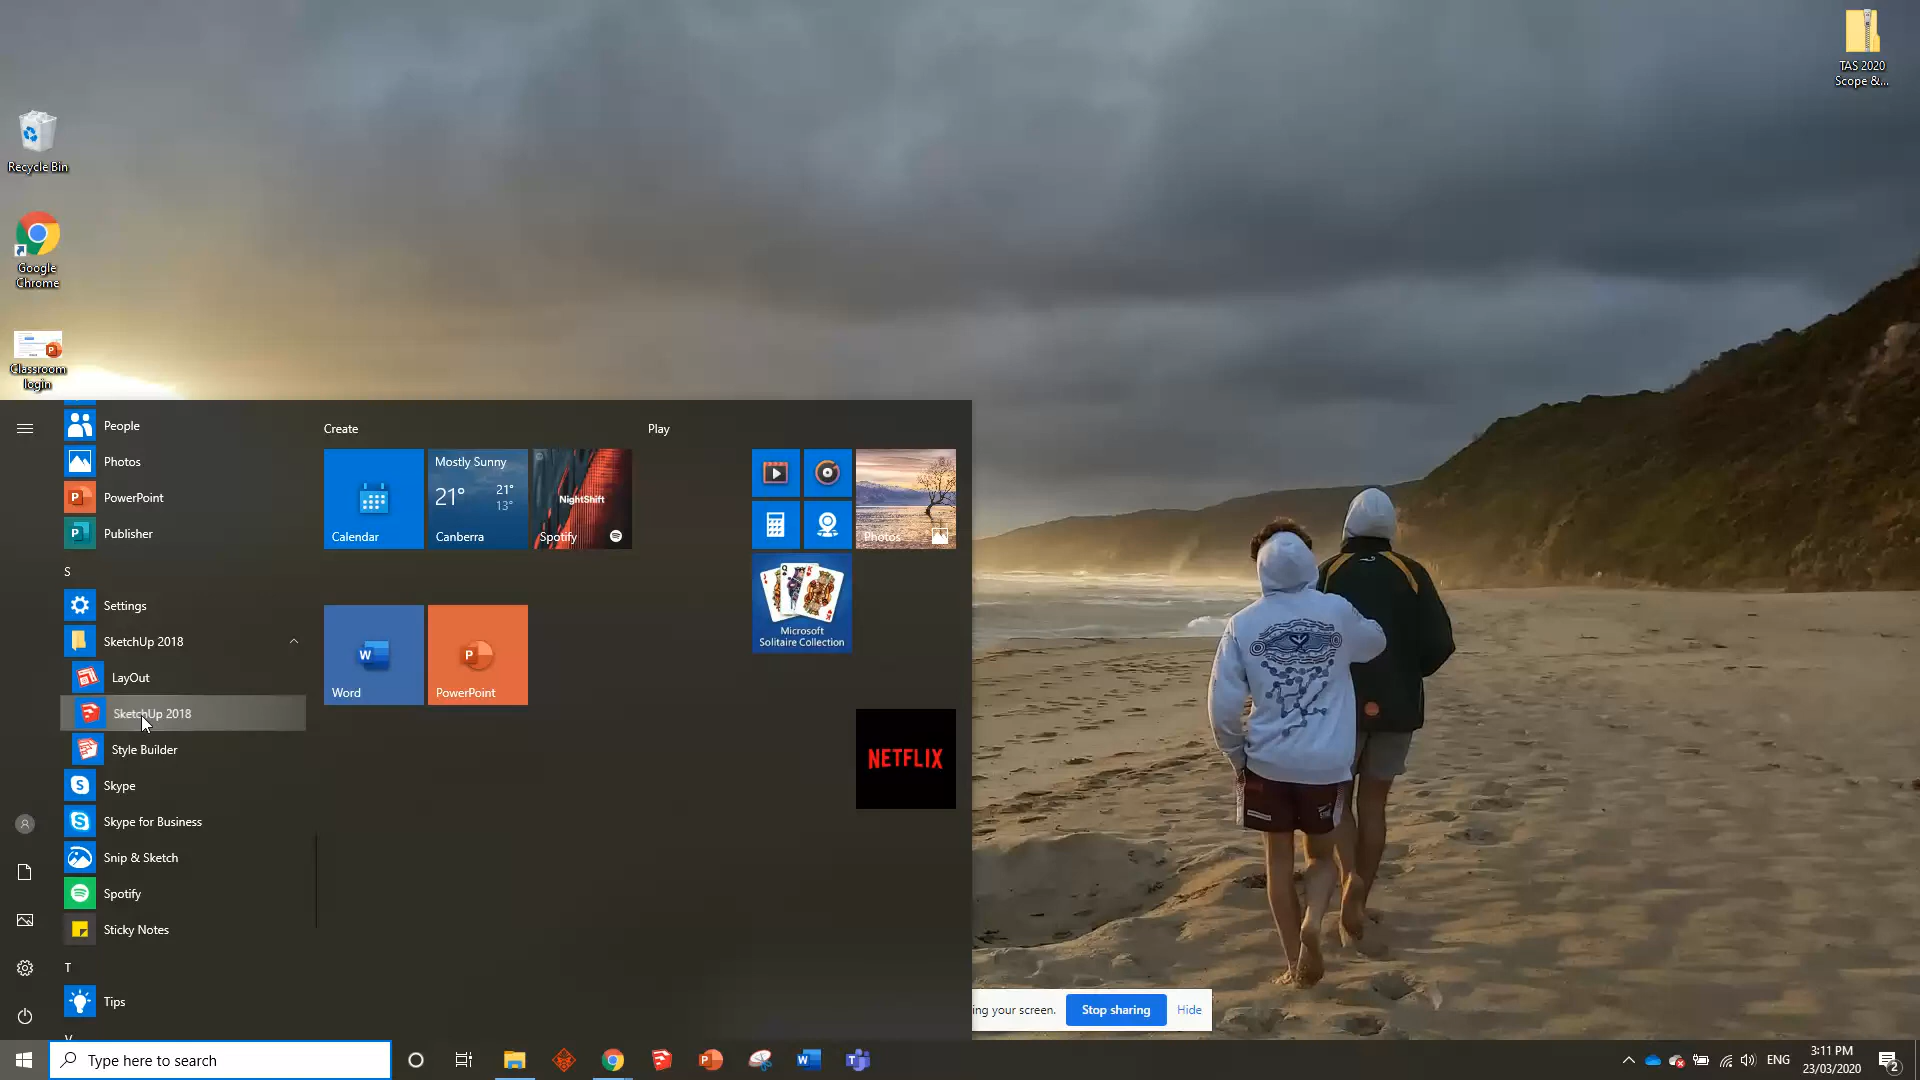 TAS 2020
Scope &...
Recycle Bin
Google
Chrome
Classroom
login
People
Photos
PowerPoint
Publisher
S
Settings
SketchUp 2018
LayOut
SketchUp 2018
Style Builder
Skype
Skype for Business
Snip & Sketch
Spotify
Sticky Notes
T
Tips
Create
Play
Calendar
Mostly Sunny
21°
21°
13°
Canberra
NightShift
Spotify
Photos
Microsoft
Solitaire Collection
Word
PowerPoint
NETFLIX
ing your screen.
Stop sharing
Hide
Type here to search
ENG
3:11 PM
23/03/2020
2